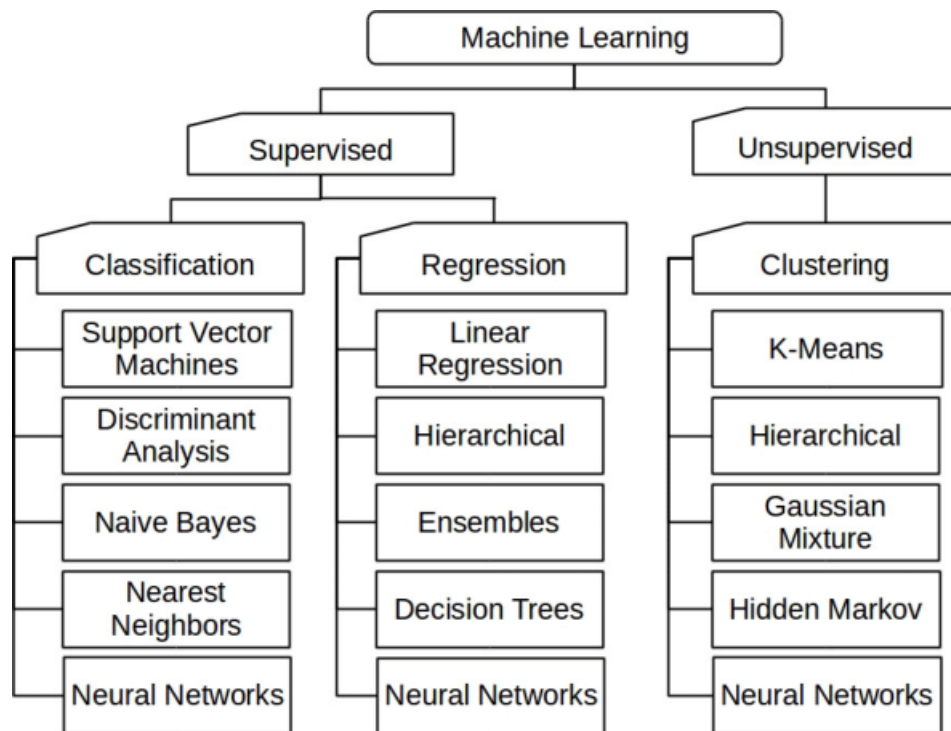 Machine Learning
Supervised
Unsupervised
Classification
Regression
Clustering
Support Vector
Machines
Linear
Regression
K-Means
Discriminant
Analysis
Hierarchical
Hierarchical
Naive Bayes
Ensembles
Gaussian
Mixture
Nearest
Neighbors
Decision Trees
Hidden Markov
Neural Networks
Neural Networks
Neural Networks